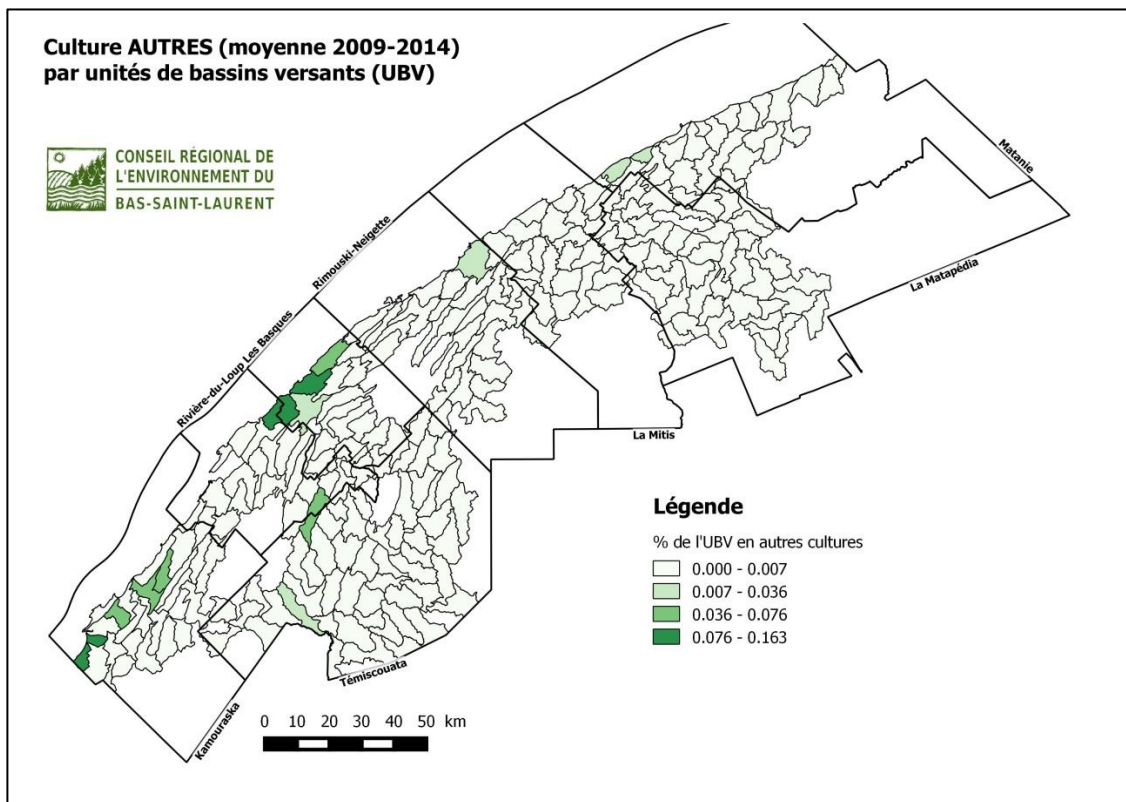 Culture AUTRES (moyenne 2009-2014)
par unités de bassins versants (UBV)
CONSEIL RÉGIONAL DE
L'ENVIRONNEMENT DU
BAS-SAINT-LAURENT
Matanie
La Matapédia
Rimouski-Neigette
Rivière-du-Loup Les Basques
La Mitis
Témiscouata
Kamouraska
Légende
% de l'UBV en autres cultures
0.000 - 0.007
0.007 - 0.036
0.036 - 0.076
0.076 - 0.163
0 10 20 30 40 50 km